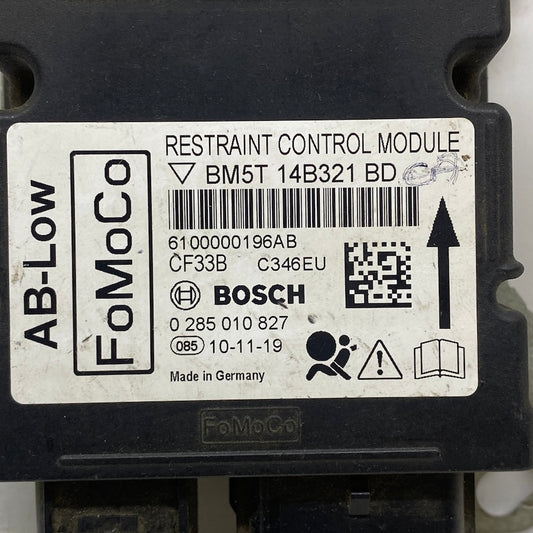 AB-Low
FoMoCo
RESTRAINT CONTROL MODULE
BM5T 14B321 BD
6100000196AB
CF33B C346EU
BOSCH
0 285 010 827
085 10-11-19
Made in Germany
FoMoCo